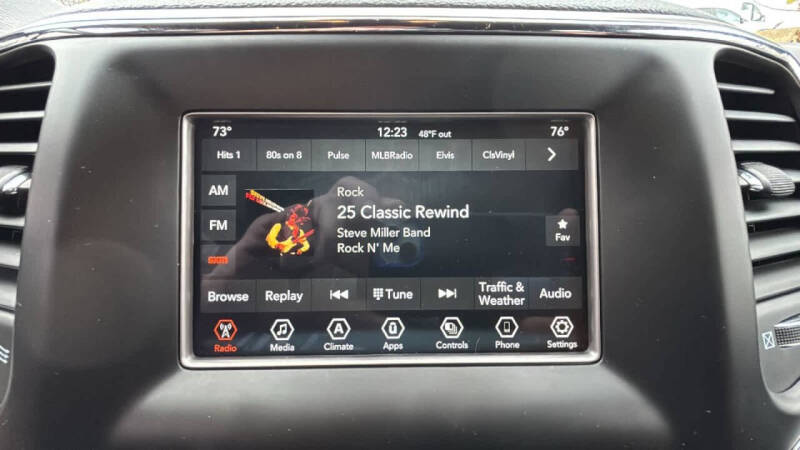 73° 12:23 48°F out 76°
Hits 1 80s on 8 Pulse MLBRadio Elvis ClsVinyl
AM
FM
SXM
Rock
25 Classic Rewind
Steve Miller Band
Rock N' Me
Fav
Browse Replay Tune Traffic & Weather Audio
Radio Media Climate Apps Controls Phone Settings
A